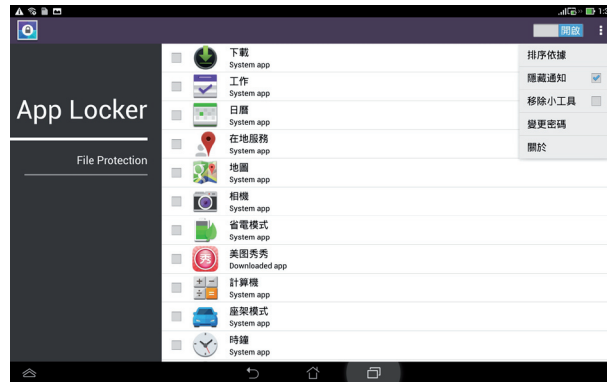 1:3
開啟
App Locker
File Protection
下載
System app
工作
System app
日曆
System app
在地服務
System app
地圖
System app
相機
System app
省電模式
System app
秀
美图秀秀
Downloaded app
計算機
System app
座架模式
System app
時鐘
System app
排序依據
隱藏通知
移除小工具
變更密碼
關於